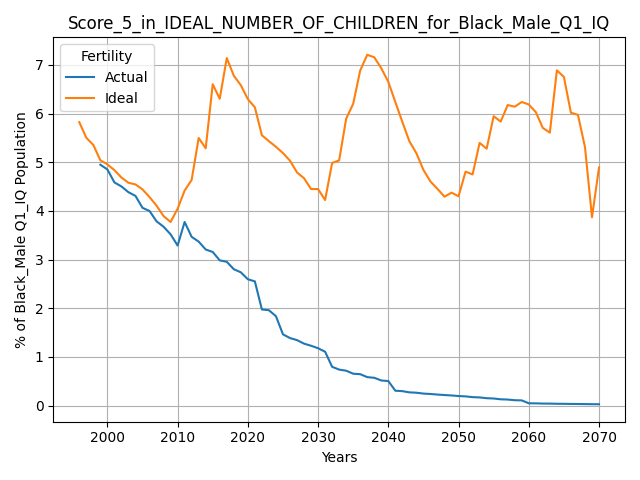 Score_5_in_IDEAL_NUMBER_OF_CHILDREN_for_Black_Male_Q1_IQ
Fertility
Actual
Ideal
% of Black_Male Q1_IQ Population
7
6
5
4
3
2
1
0
2000 2010 2020 2030 2040 2050 2060 2070
Years